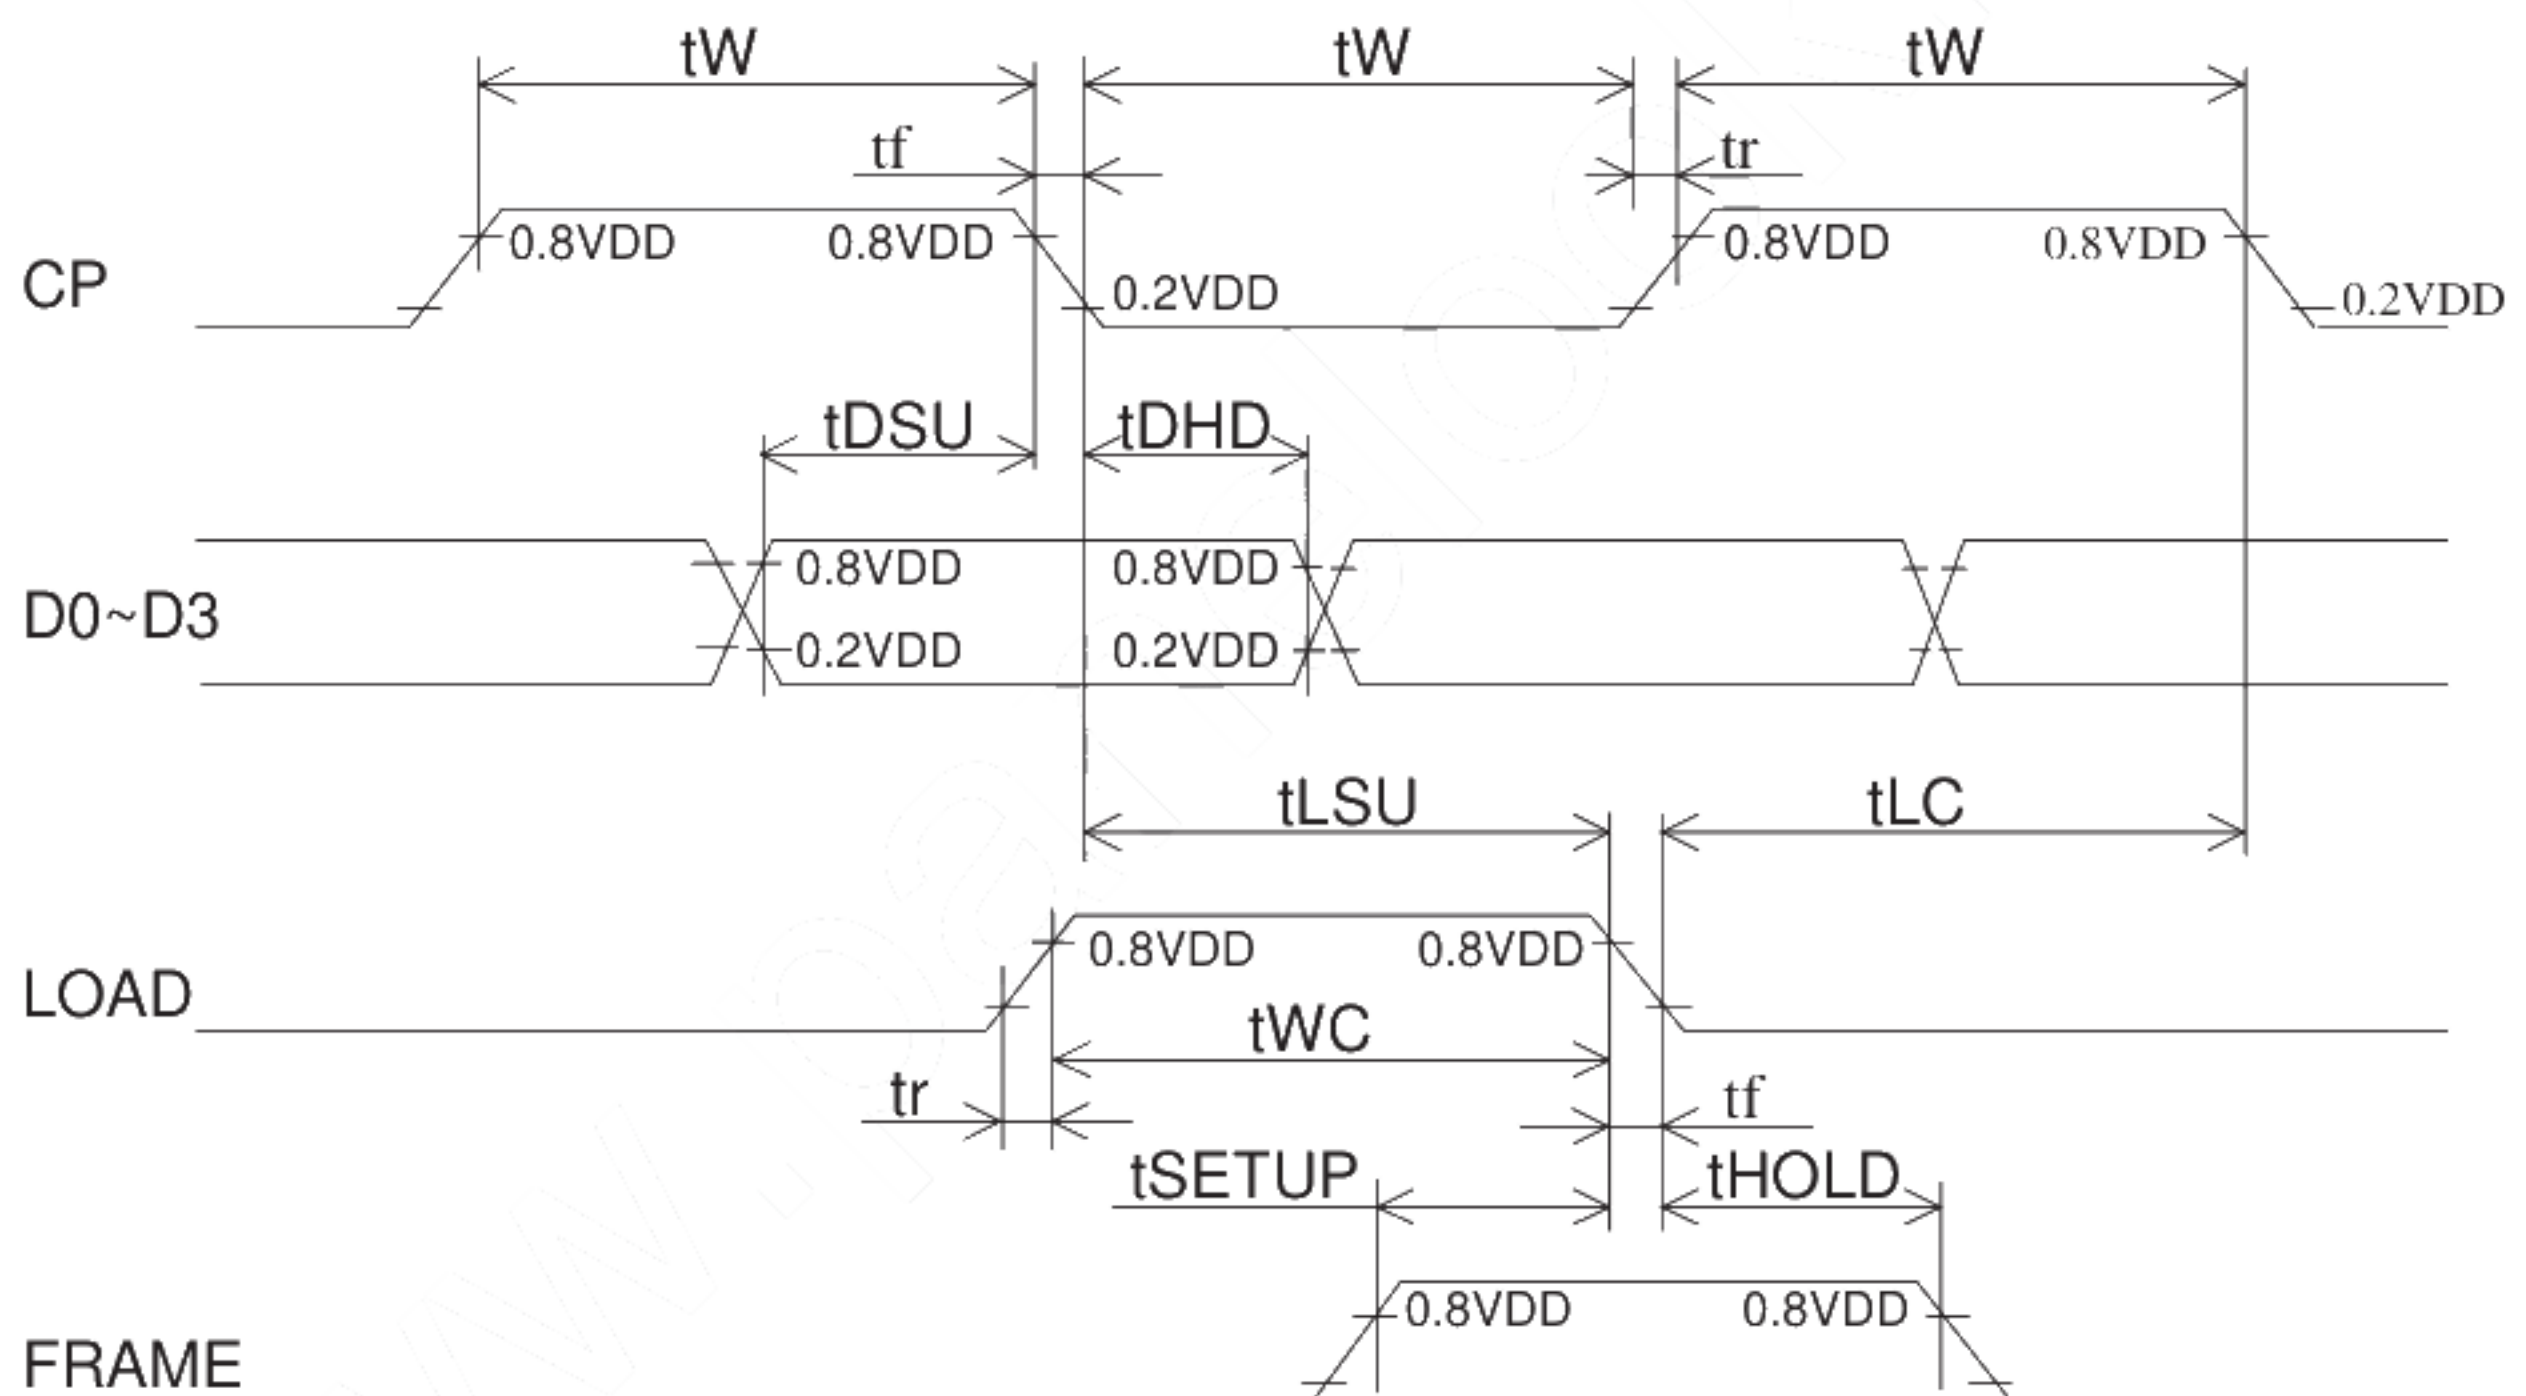 tW tW tW
tf tr
CP 0.8VDD 0.8VDD 0.8VDD 0.8VDD
0.2VDD 0.2VDD
tDSU tDHD
0.8VDD 0.8VDD
D0~D3
0.2VDD 0.2VDD
tLSU tLC
0.8VDD 0.8VDD
LOAD
tWC
tr tf
tSETUP tHOLD
0.8VDD 0.8VDD
FRAME